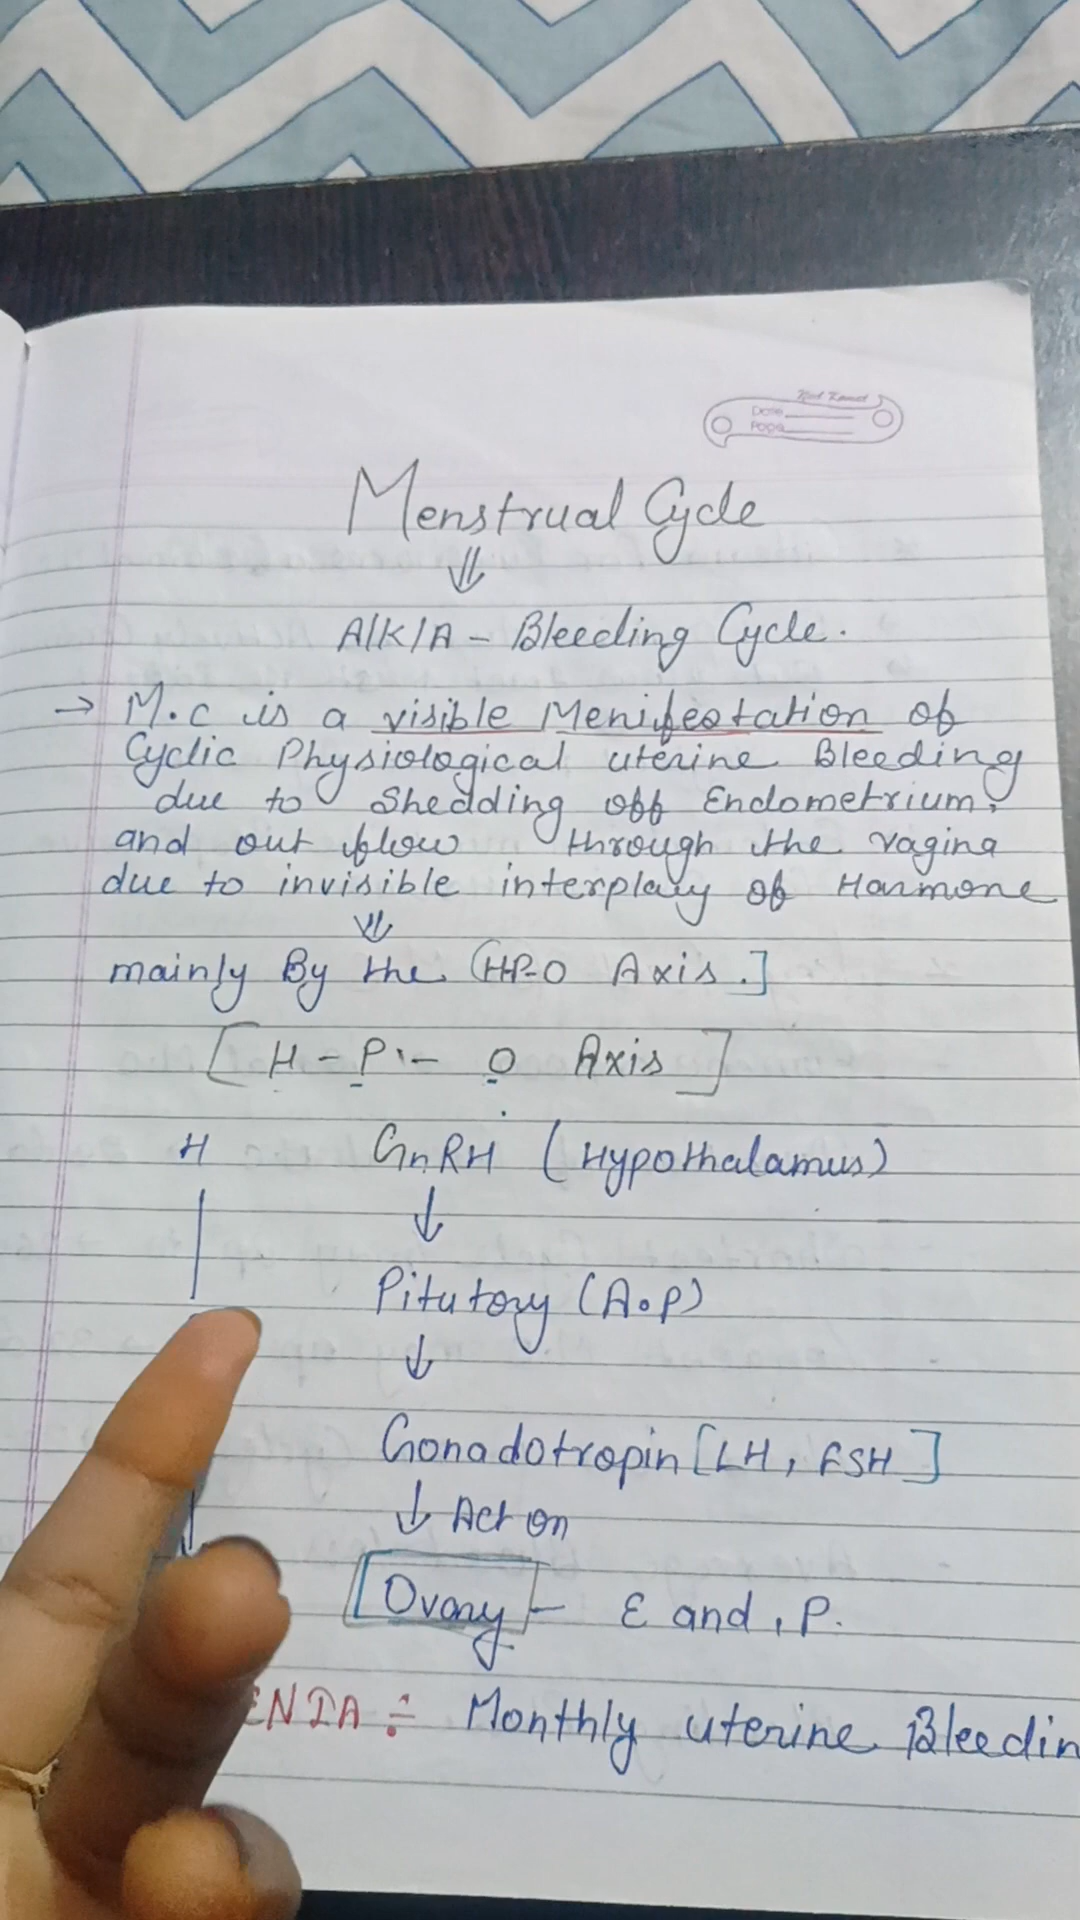 Date
Page
Menstrual Cycle
⇓
A/K/A - Bleeding Cycle.
→ M.C is a visible Menifestation of
Cyclic Physiological uterine Bleeding
due to Shedding off Endometrium,
and out flow through the vagina
due to invisible interplay of Harmone
⇓
mainly By the [H-P-O Axis.]
[H - P - O Axis]
H GnRH (Hypothalamus)
↓
Pitutory (A.P)
↓
Gonadotropin [LH, FSH]
↓ Act on
Ovary - E and, P.
ENIA ÷ Monthly uterine Bleedin